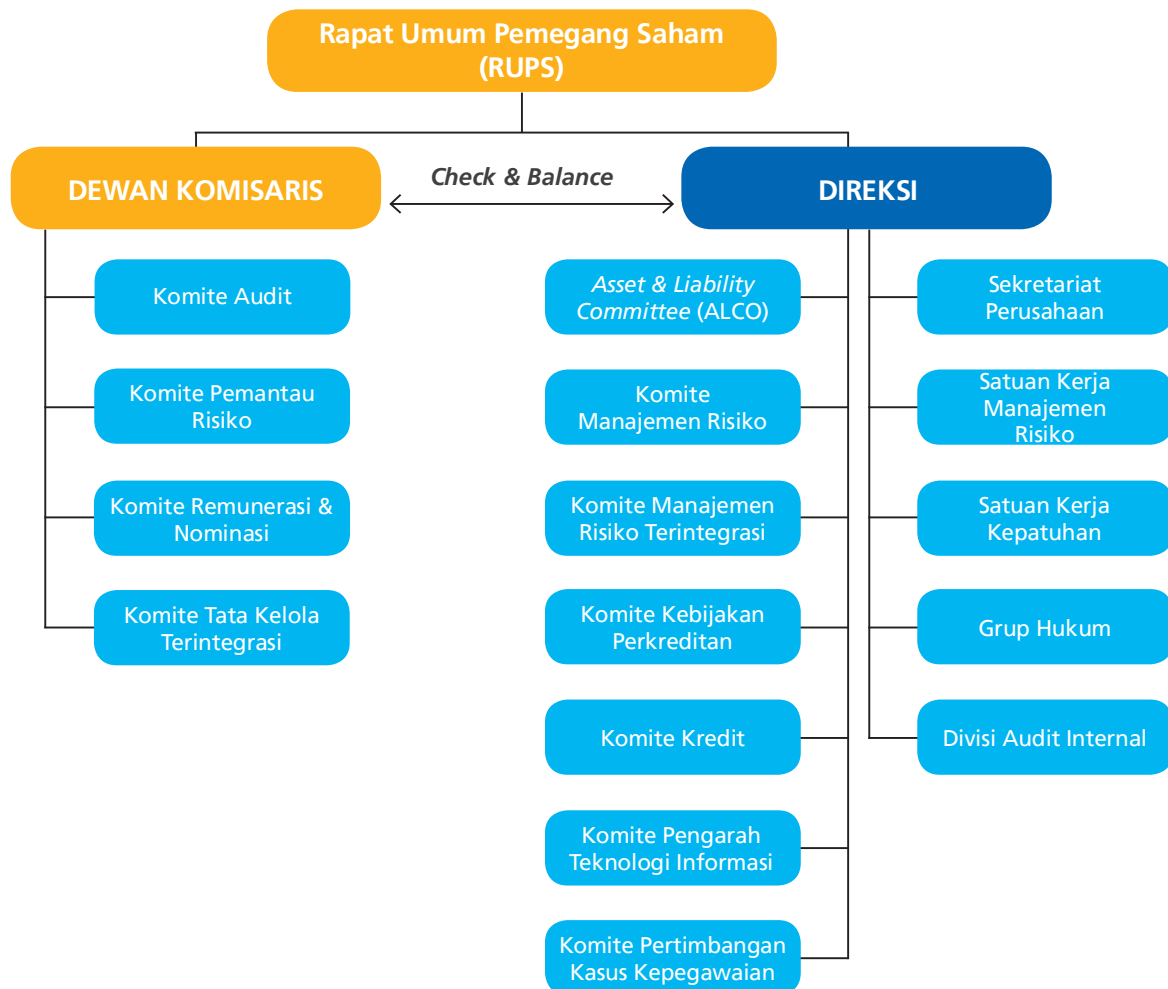 Rapat Umum Pemegang Saham
(RUPS)
DEWAN KOMISARIS
Check & Balance
DIREKSI
Komite Audit
Komite Pemantau
Risiko
Komite Remunerasi &
Nominasi
Komite Tata Kelola
Terintegrasi
Asset & Liability
Committee (ALCO)
Komite
Manajemen Risiko
Komite Manajemen
Risiko Terintegrasi
Komite Kebijakan
Perkreditan
Komite Kredit
Komite Pengarah
Teknologi Informasi
Komite Pertimbangan
Kasus Kepegawaian
Sekretariat
Perusahaan
Satuan Kerja
Manajemen
Risiko
Satuan Kerja
Kepatuhan
Grup Hukum
Divisi Audit Internal